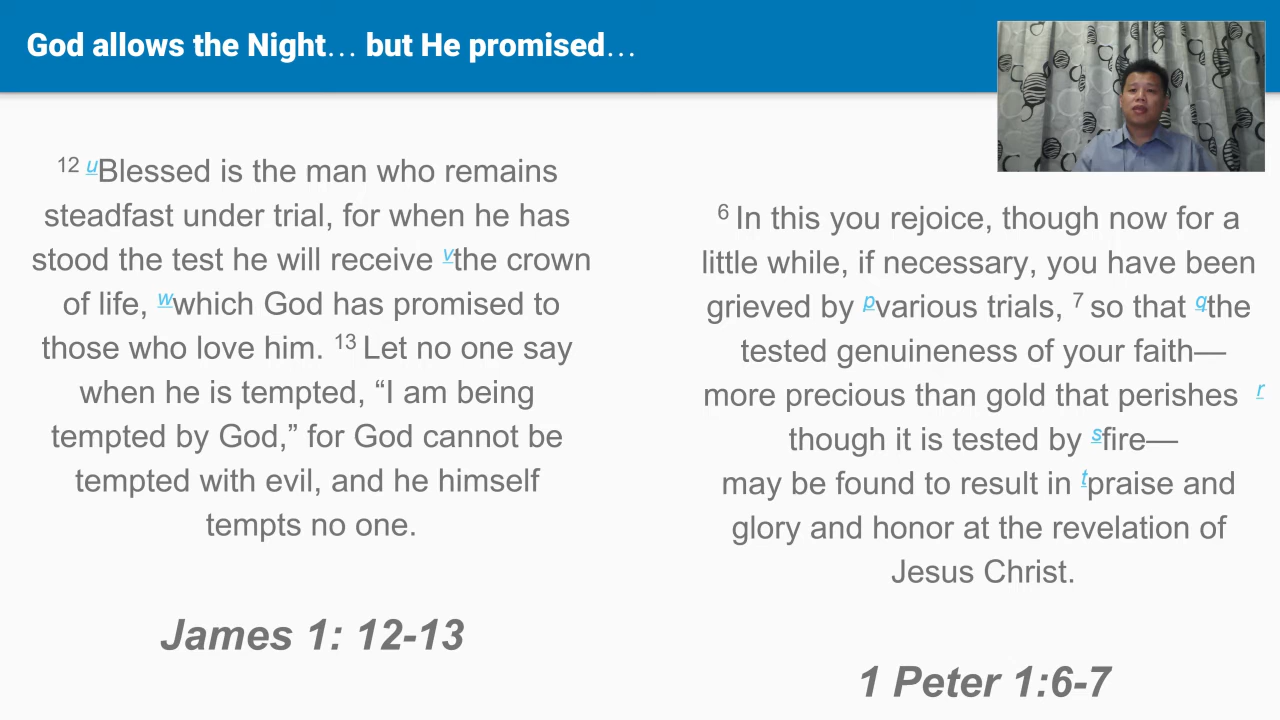 God allows the Night… but He promised…
12 uBlessed is the man who remains
steadfast under trial, for when he has
stood the test he will receive vthe crown
of life, wwhich God has promised to
those who love him. 13 Let no one say
when he is tempted, “I am being
tempted by God,” for God cannot be
tempted with evil, and he himself
tempts no one.
James 1: 12-13
6 In this you rejoice, though now for a
little while, if necessary, you have been
grieved by pvarious trials, 7 so that qthe
tested genuineness of your faith—
more precious than gold that perishes r
though it is tested by sfire—
may be found to result in tpraise and
glory and honor at the revelation of
Jesus Christ.
1 Peter 1:6-7